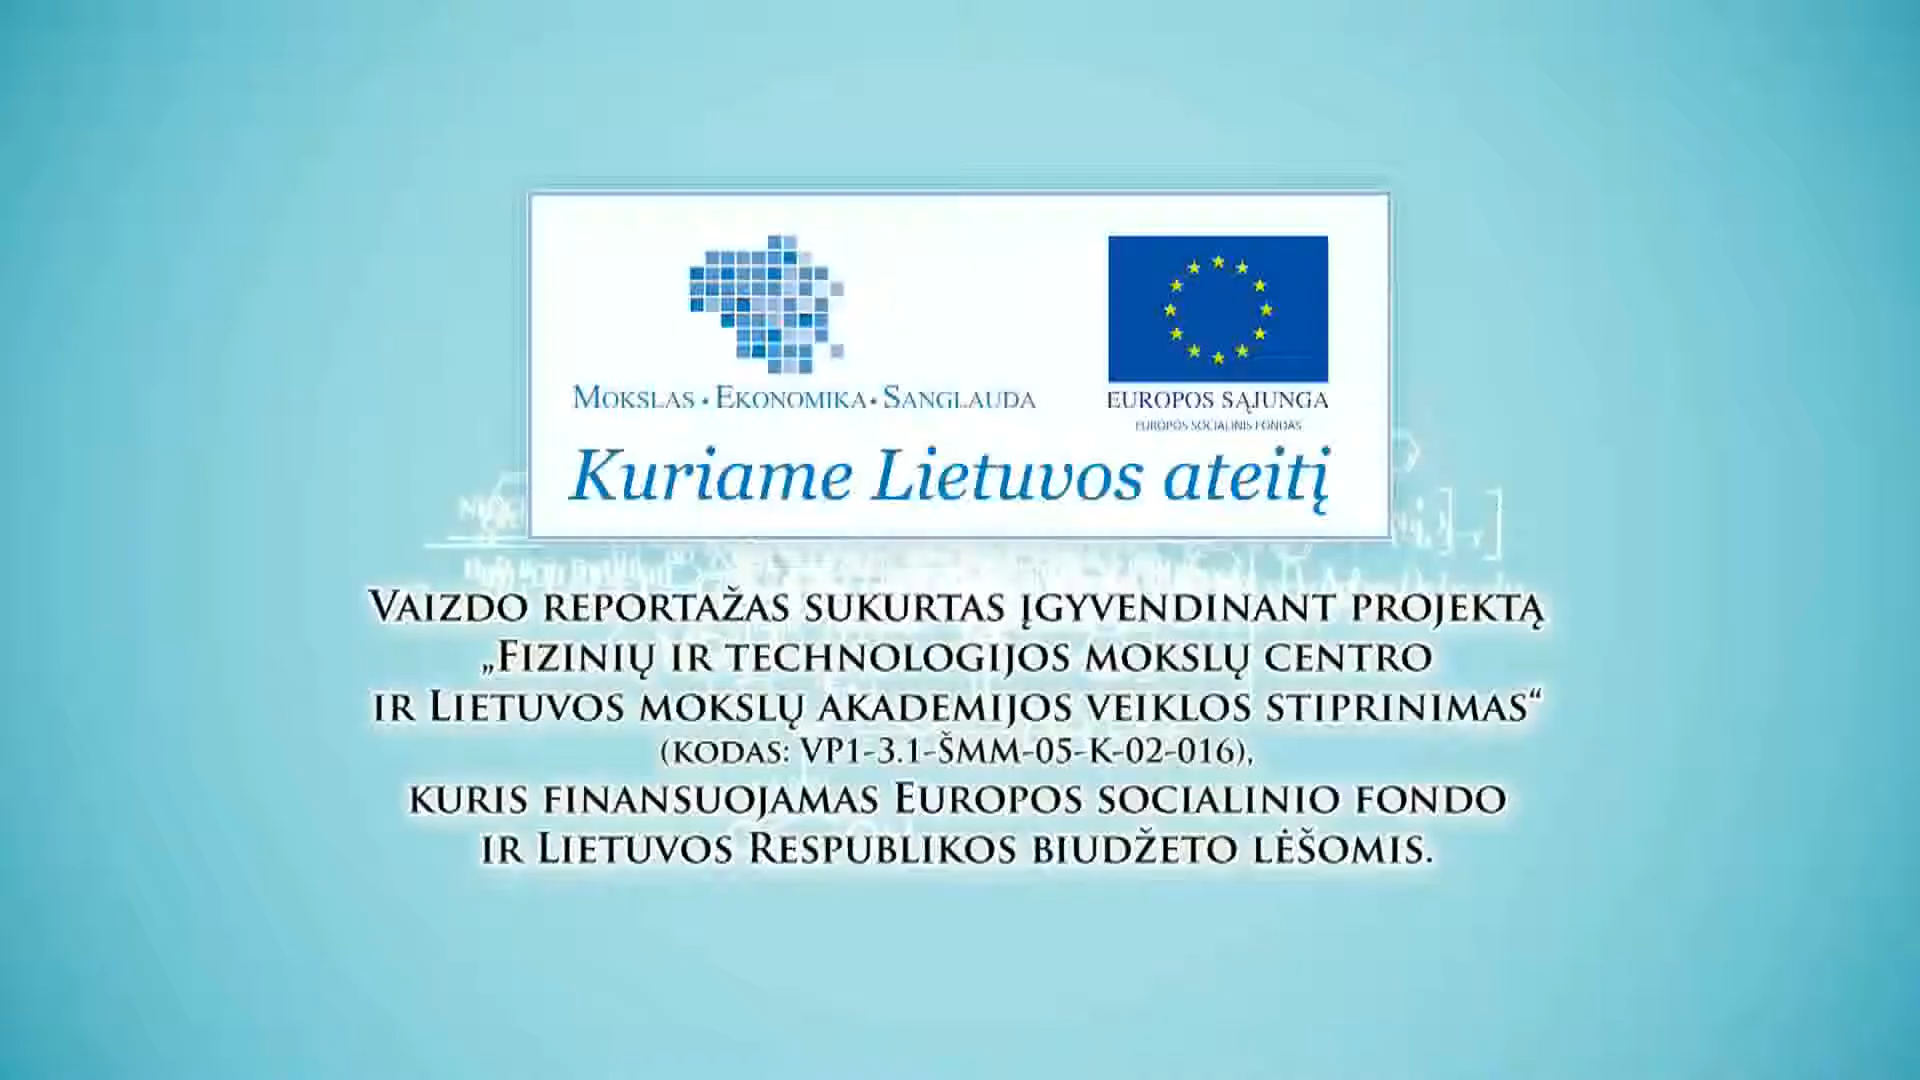 Mokslas • Ekonomika • Sanglauda
EUROPOS SĄJUNGA
EUROPOS SOCIALINIS FONDAS
Kuriame Lietuvos ateitį
Vaizdo reportažas sukurtas įgyvendinant projektą
„Fizinių ir technologijos mokslų centro
ir Lietuvos mokslų akademijos veiklos stiprinimas“
(kodas: VP1-3.1-ŠMM-05-K-02-016),
kuris finansuojamas Europos socialinio fondo
ir Lietuvos Respublikos biudžeto lėšomis.